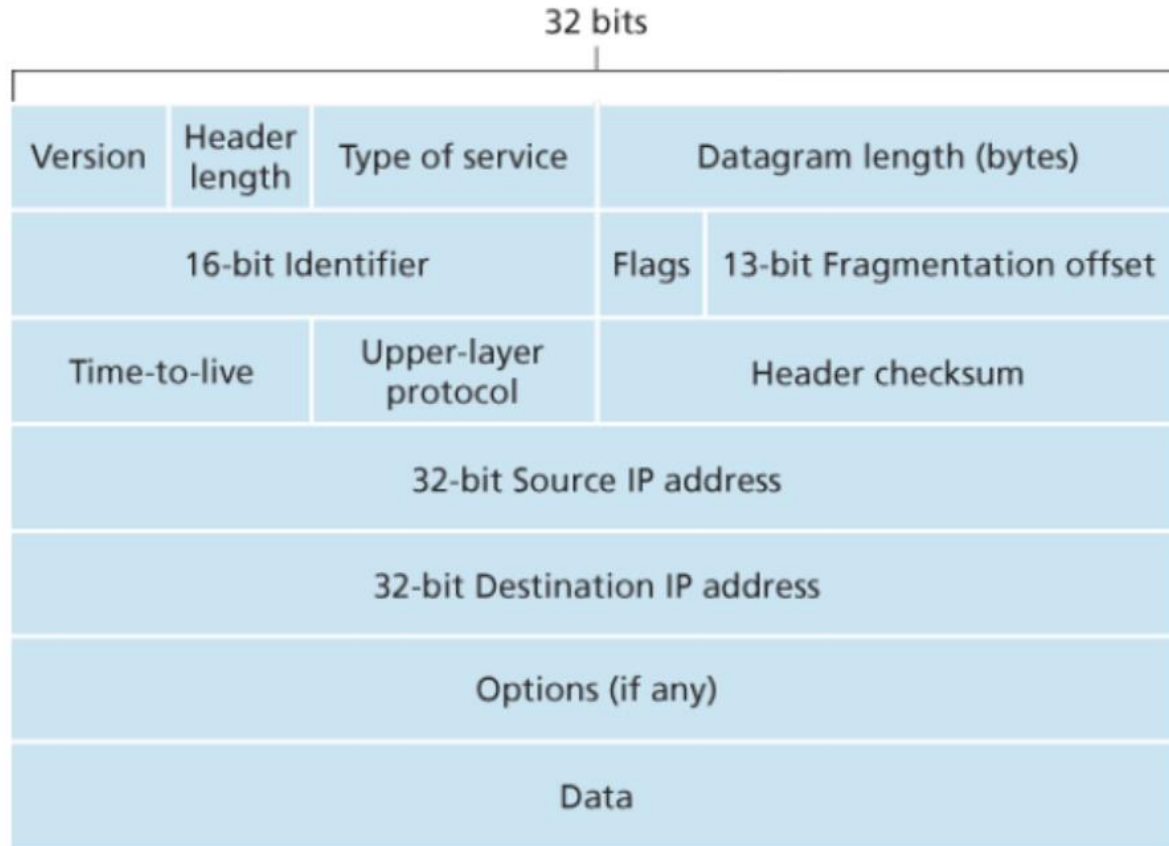 32 bits
Version
Header
length
Type of service
Datagram length (bytes)
16-bit Identifier
Flags
13-bit Fragmentation offset
Time-to-live
Upper-layer
protocol
Header checksum
32-bit Source IP address
32-bit Destination IP address
Options (if any)
Data